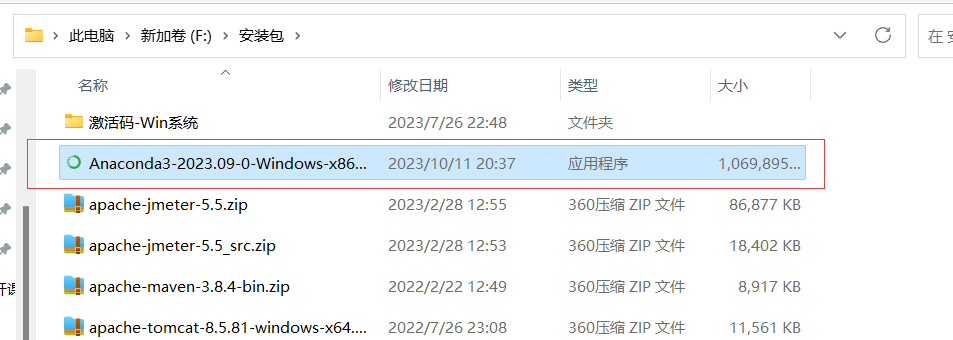 此电脑 > 新加卷 (F:) > 安装包 > 在 安
名称 修改日期 类型 大小
激活码-Win系统 2023/7/26 22:48 文件夹
Anaconda3-2023.09-0-Windows-x86... 2023/10/11 20:37 应用程序 1,069,895...
apache-jmeter-5.5.zip 2023/2/28 12:55 360压缩 ZIP 文件 86,877 KB
apache-jmeter-5.5_src.zip 2023/2/28 12:53 360压缩 ZIP 文件 18,402 KB
apache-maven-3.8.4-bin.zip 2022/2/22 12:49 360压缩 ZIP 文件 8,917 KB
apache-tomcat-8.5.81-windows-x64.... 2022/7/26 23:08 360压缩 ZIP 文件 11,561 KB